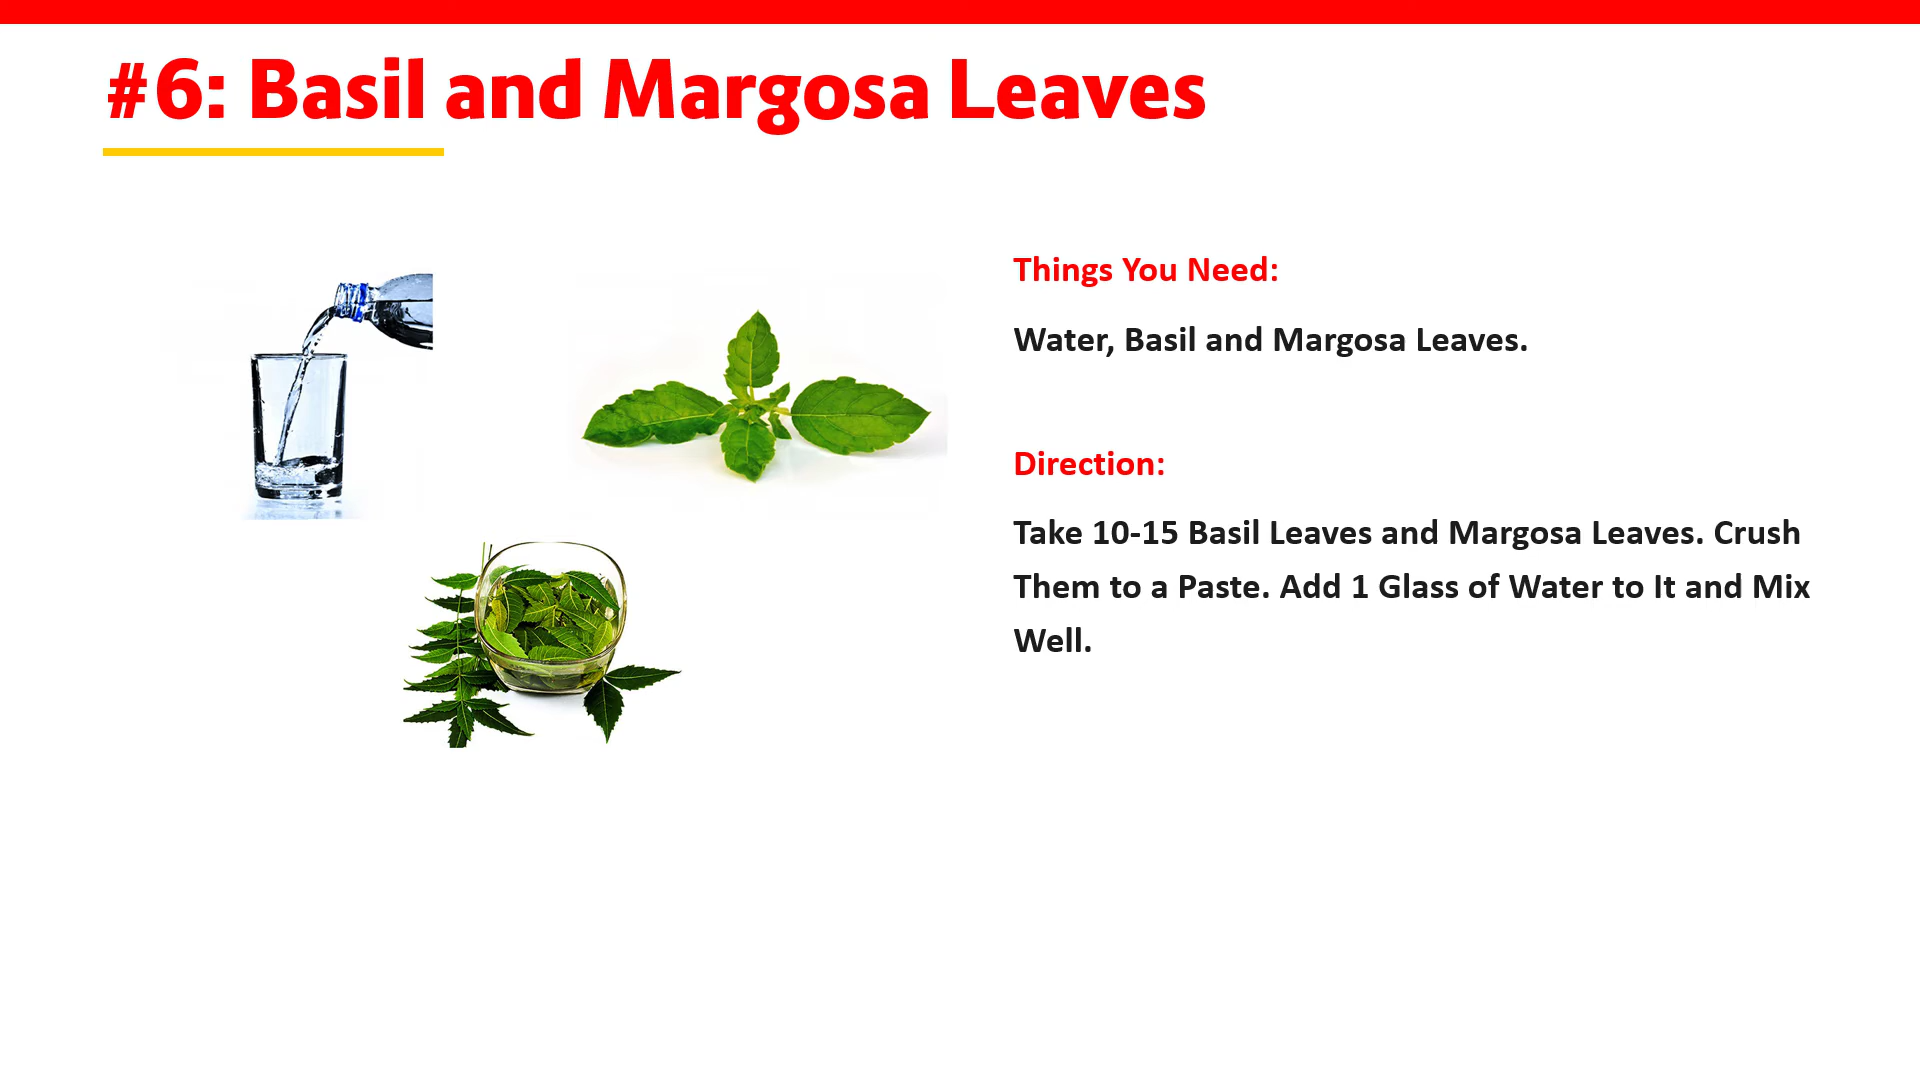 #6: Basil and Margosa Leaves
Things You Need:
Water, Basil and Margosa Leaves.
Direction:
Take 10-15 Basil Leaves and Margosa Leaves. Crush
Them to a Paste. Add 1 Glass of Water to It and Mix
Well.